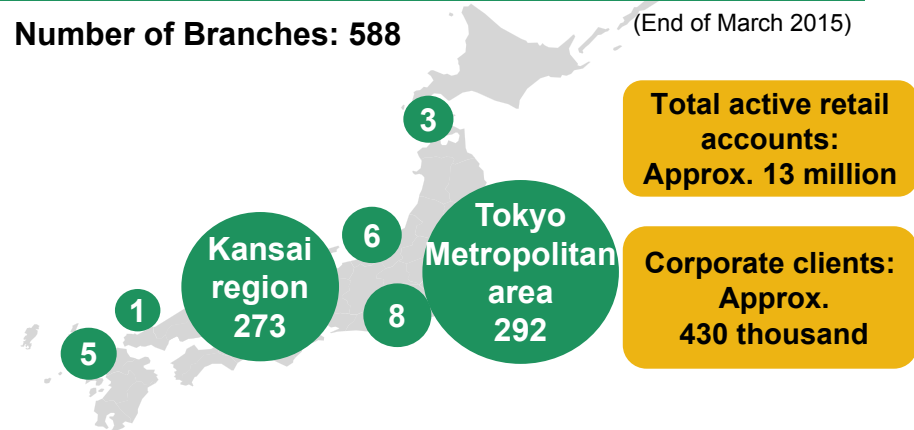 Number of Branches: 588
(End of March 2015)
3
Total active retail
accounts:
Approx. 13 million
Tokyo
Metropolitan
area
292
6
Kansai
region
273
Corporate clients:
Approx.
430 thousand
1
8
5